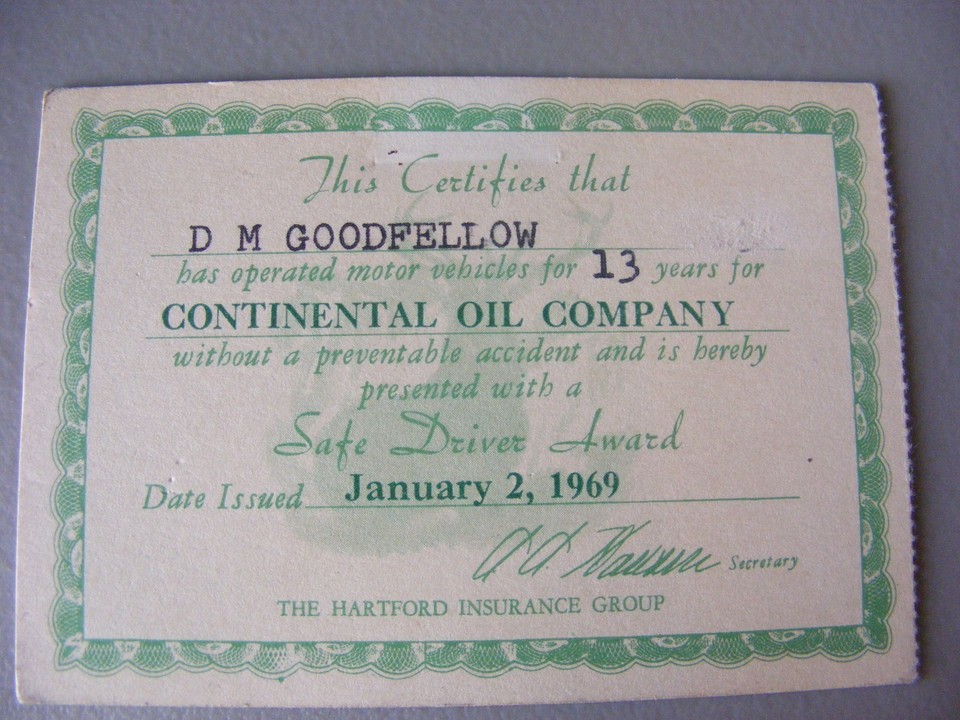 This Certifies that
D M GOODFELLOW
has operated motor vehicles for 13 years for
CONTINENTAL OIL COMPANY
without a preventable accident and is hereby
presented with a
Safe Driver Award
Date Issued January 2, 1969
Secretary
THE HARTFORD INSURANCE GROUP